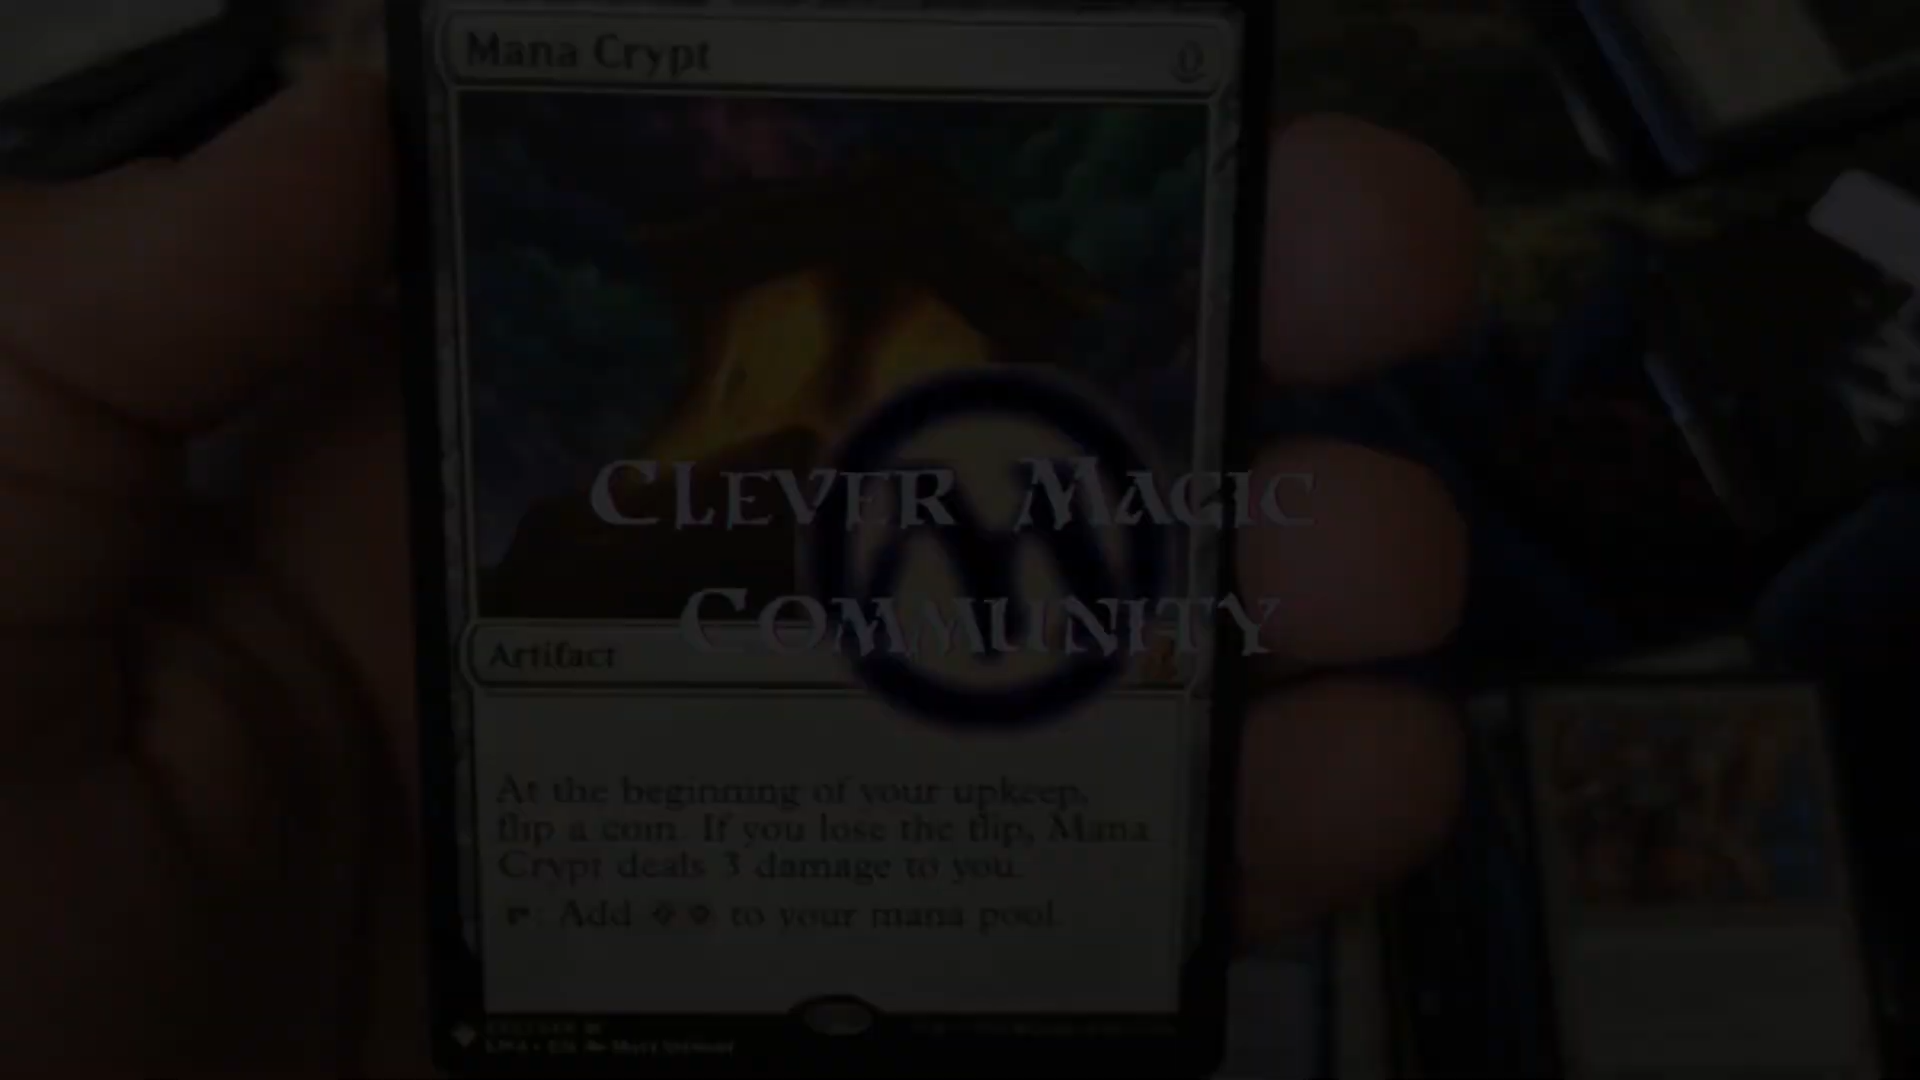 Mana Crypt 0
CLEVER MAGIC
COMMUNITY
Artifact
At the beginning of your upkeep,
flip a coin. If you lose the flip, Mana
Crypt deals 3 damage to you.
: Add to your mana pool.